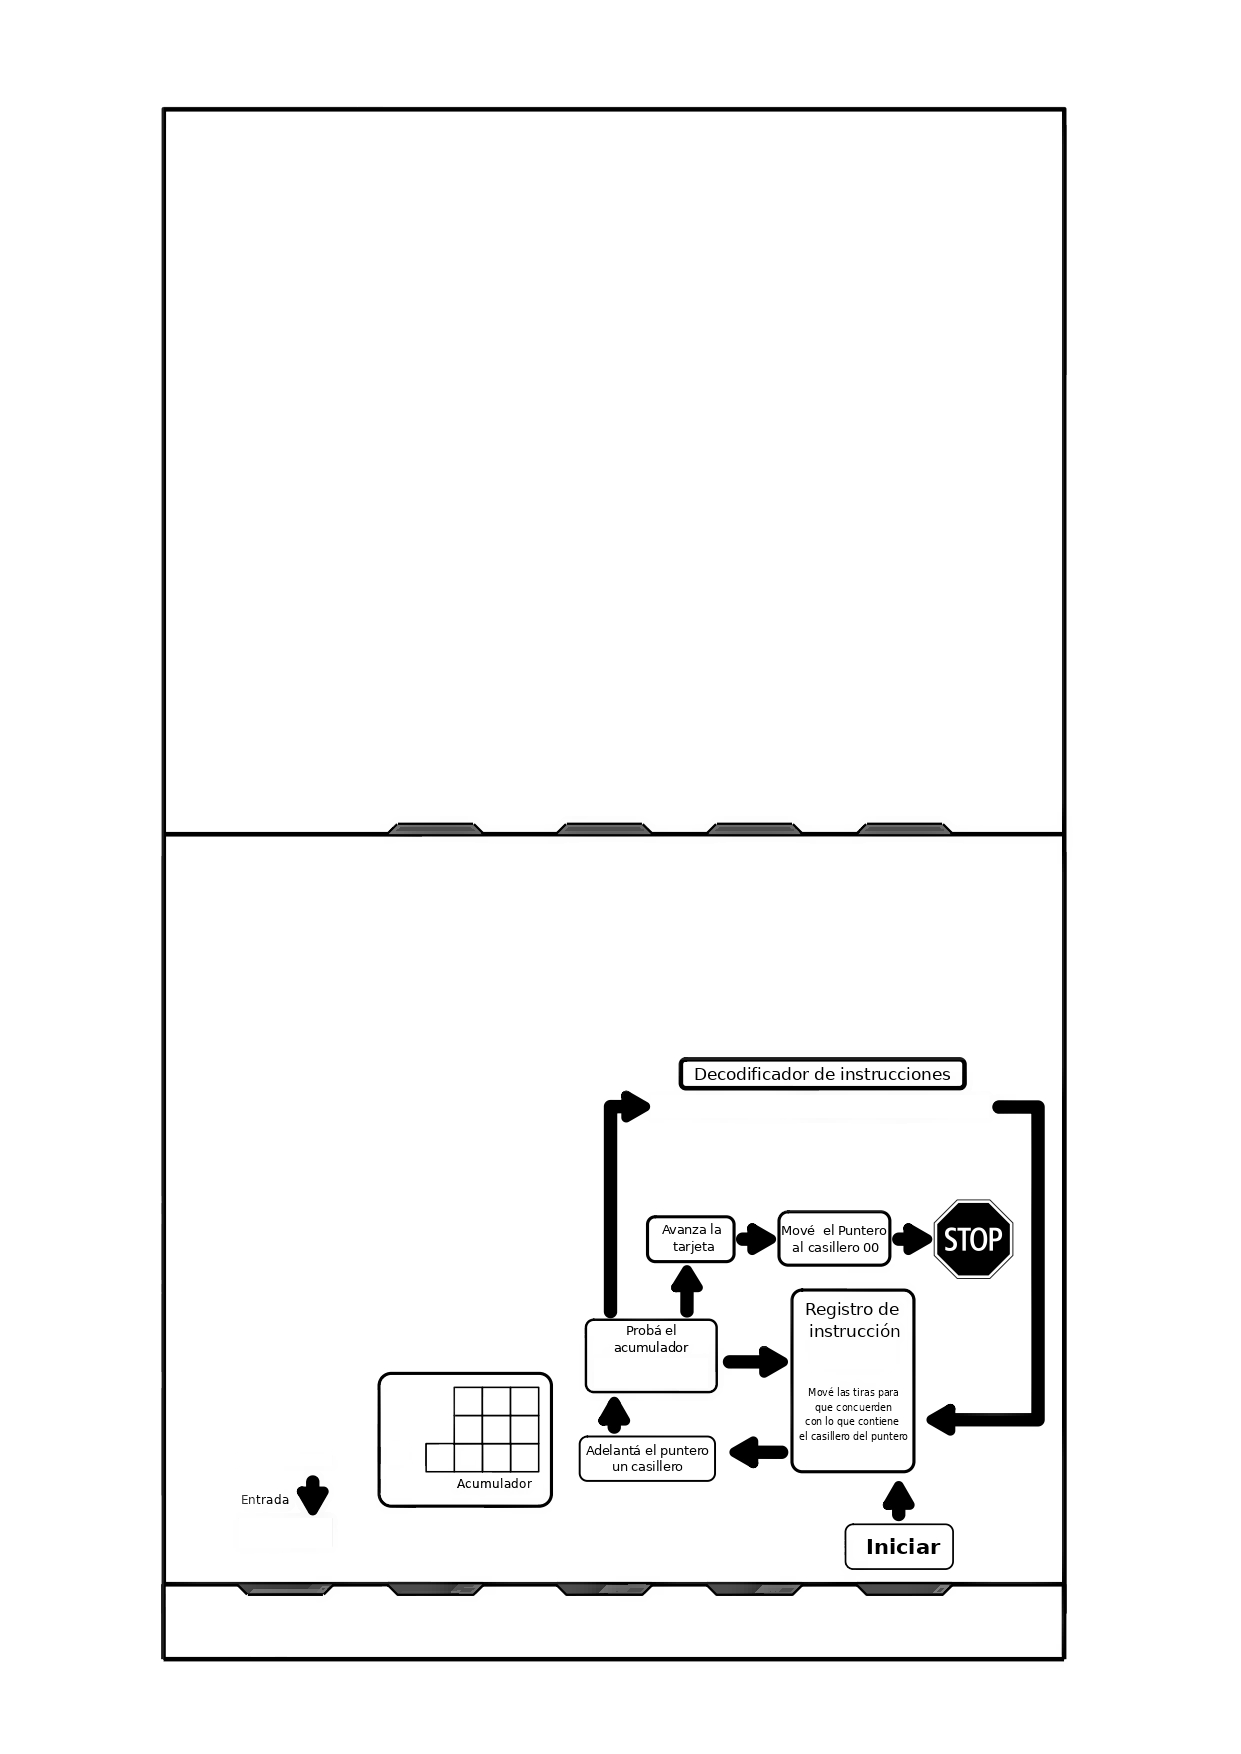 Decodificador de instrucciones
Avanza la
tarjeta
Mové el Puntero
al casillero 00
STOP
Registro de
instrucción
Mové las tiras para
que concuerden
con lo que contiene
el casillero del puntero
Probá el
acumulador
Adelantá el puntero
un casillero
Acumulador
Entrada
Iniciar